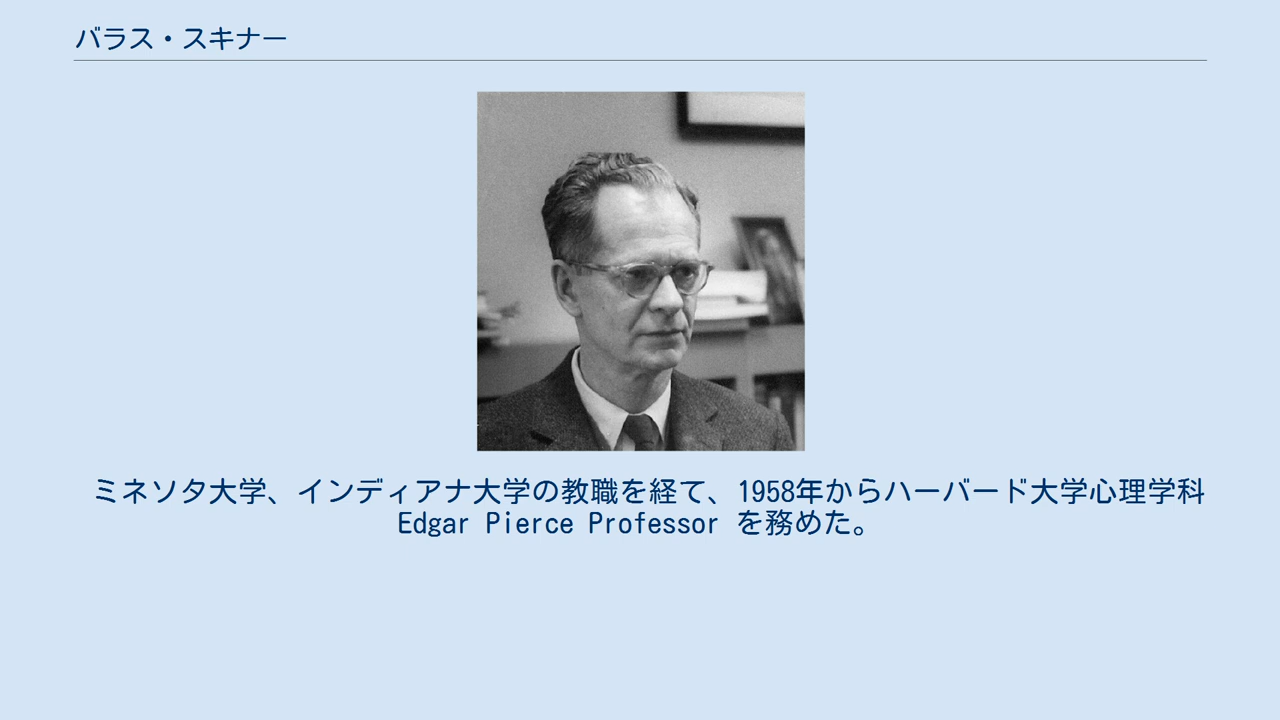 バラス・スキナー
ミネソタ大学、インディアナ大学の教職を経て、1958年からハーバード大学心理学科
Edgar Pierce Professor を務めた。